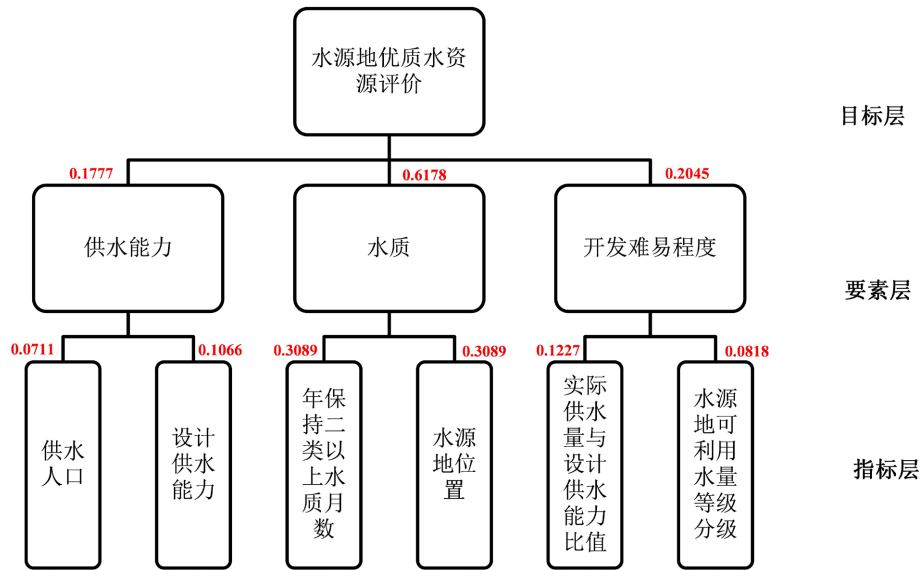 水源地优质水资
源评价
目标层
0.1777
0.6178
0.2045
供水能力
水质
开发难易程度
要素层
0.0711
0.1066
0.3089
0.3089
0.1227
0.0818
供水
人口
设计
供水
能力
年保
持二
类以
上水
质月
数
水源
地位
置
实际
供水
量与
设计
供水
能力
比值
水源
地可
利用
水量
等级
分级
指标层